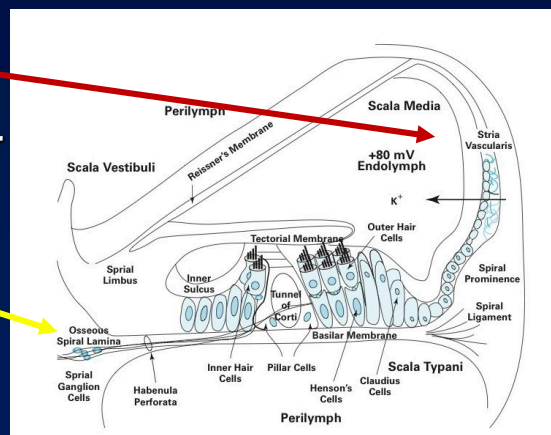 Scala Media
Perilymph
Stria
Vascularis
Reissner's Membrane
+80 mV
Endolymph
Scala Vestibuli
K+
Outer Hair
Cells
Tectorial Membrane
Sprial
Limbus
Inner
Sulcus
Spiral
Prominence
Tunnel
of
Corti
Spiral
Ligament
Osseous
Spiral Lamina
Basilar Membrane
Scala Typani
Sprial
Ganglion
Cells
Habenula
Perforata
Inner Hair
Cells
Pillar Cells
Henson's
Cells
Claudius
Cells
Perilymph